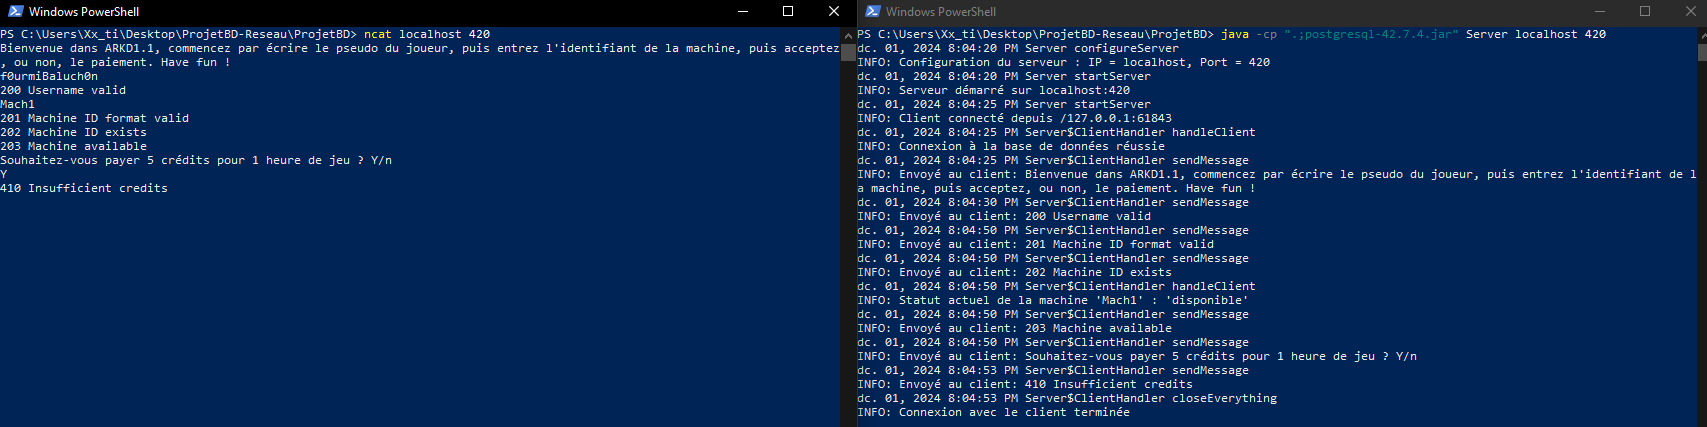 Windows PowerShell
PS C:\Users\Xx_ti\Desktop\ProjetBD-Reseau\ProjetBD> ncat localhost 420
Bienvenue dans ARKD1.1, commencez par écrire le pseudo du joueur, puis entrez l'identifiant de la machine, puis acceptez
, ou non, le paiement. Have fun !
f0urmiBaluch0n
200 Username valid
Mach1
201 Machine ID format valid
202 Machine ID exists
203 Machine available
Souhaitez-vous payer 5 crédits pour 1 heure de jeu ? Y/n
Y
410 Insufficient credits
Windows PowerShell
PS C:\Users\Xx_ti\Desktop\ProjetBD-Reseau\ProjetBD> java -cp ".;postgresql-42.7.4.jar" Server localhost 420
dc. 01, 2024 8:04:20 PM Server configureServer
INFO: Configuration du serveur : IP = localhost, Port = 420
dc. 01, 2024 8:04:20 PM Server startServer
INFO: Serveur démarré sur localhost:420
dc. 01, 2024 8:04:25 PM Server startServer
INFO: Client connecté depuis /127.0.0.1:61843
dc. 01, 2024 8:04:25 PM Server$ClientHandler handleClient
INFO: Connexion à la base de données réussie
dc. 01, 2024 8:04:25 PM Server$ClientHandler sendMessage
INFO: Envoyé au client: Bienvenue dans ARKD1.1, commencez par écrire le pseudo du joueur, puis entrez l'identifiant de l
a machine, puis acceptez, ou non, le paiement. Have fun !
dc. 01, 2024 8:04:30 PM Server$ClientHandler sendMessage
INFO: Envoyé au client: 200 Username valid
dc. 01, 2024 8:04:50 PM Server$ClientHandler sendMessage
INFO: Envoyé au client: 201 Machine ID format valid
dc. 01, 2024 8:04:50 PM Server$ClientHandler sendMessage
INFO: Envoyé au client: 202 Machine ID exists
dc. 01, 2024 8:04:50 PM Server$ClientHandler handleClient
INFO: Statut actuel de la machine 'Mach1' : 'disponible'
dc. 01, 2024 8:04:50 PM Server$ClientHandler sendMessage
INFO: Envoyé au client: 203 Machine available
dc. 01, 2024 8:04:50 PM Server$ClientHandler sendMessage
INFO: Envoyé au client: Souhaitez-vous payer 5 crédits pour 1 heure de jeu ? Y/n
dc. 01, 2024 8:04:53 PM Server$ClientHandler sendMessage
INFO: Envoyé au client: 410 Insufficient credits
dc. 01, 2024 8:04:53 PM Server$ClientHandler closeEverything
INFO: Connexion avec le client terminée